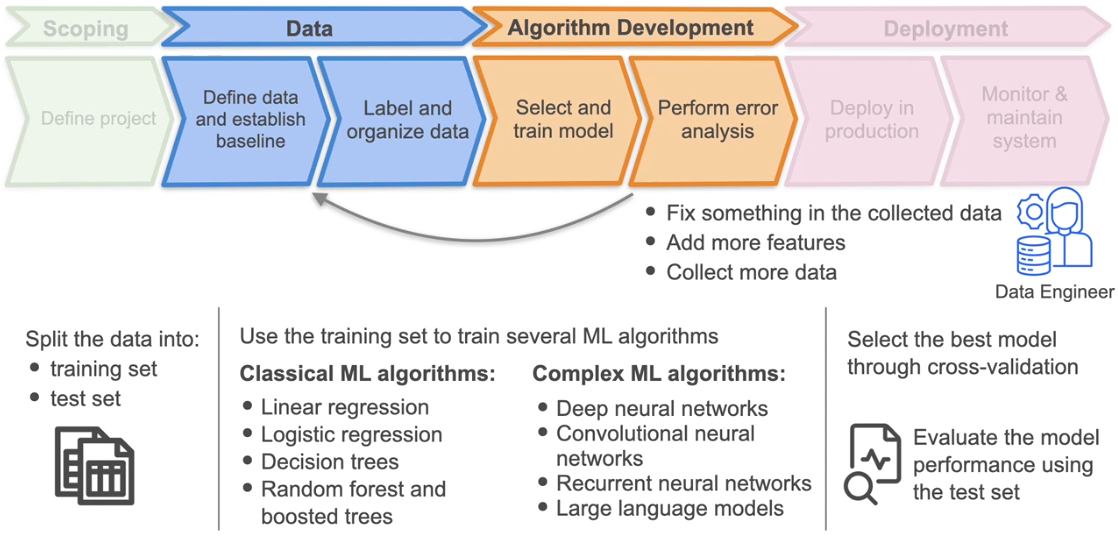 Scoping
Data
Algorithm Development
Deployment
Define project
Define data
and establish
baseline
Label and
organize data
Select and
train model
Perform error
analysis
Deploy in
production
Monitor &
maintain
system
• Fix something in the collected data
• Add more features
• Collect more data
Data Engineer
Split the data into:
• training set
• test set
Use the training set to train several ML algorithms
Classical ML algorithms:
• Linear regression
• Logistic regression
• Decision trees
• Random forest and
boosted trees
Complex ML algorithms:
• Deep neural networks
• Convolutional neural
networks
• Recurrent neural networks
• Large language models
Select the best model
through cross-validation
Evaluate the model
performance using
the test set